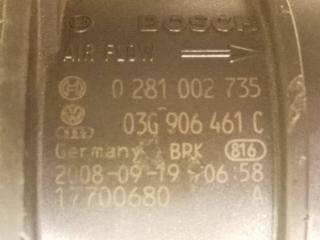 BOSCH
AIR FLOW
0 281 002 735
03G 906 461 C
Germany BRK 816
2008-09-19 06:58
17700680 A